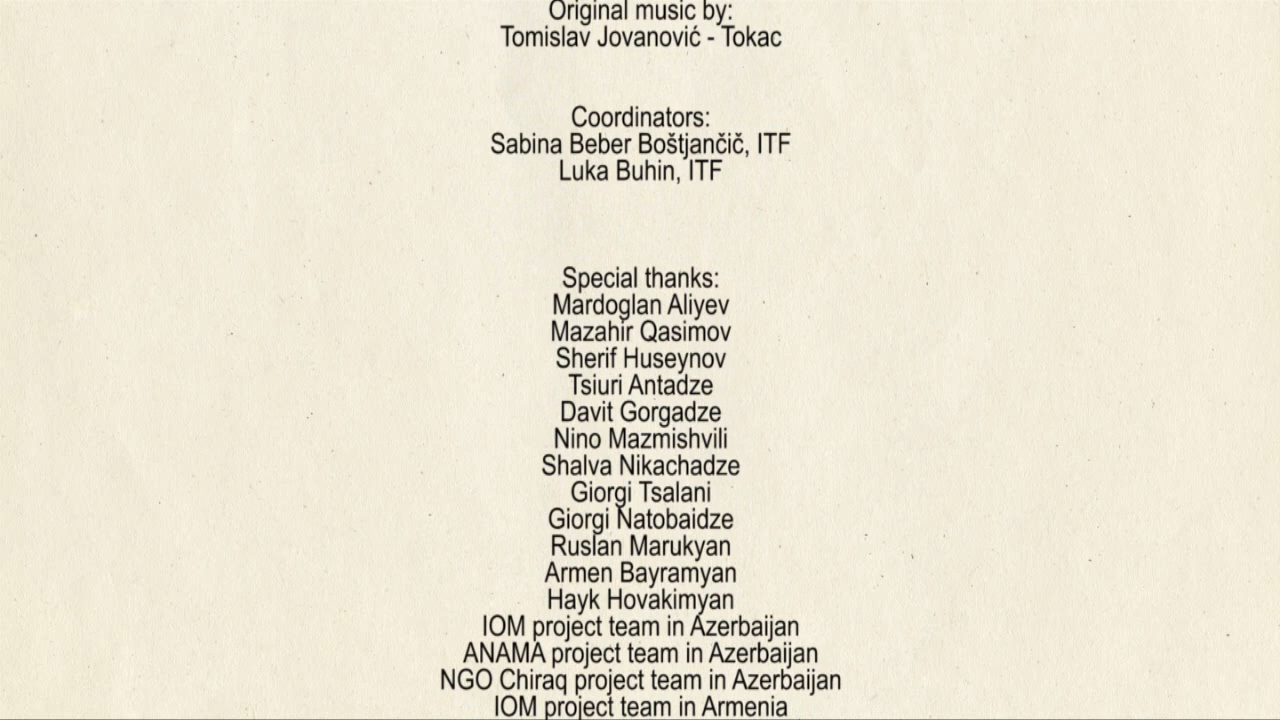 Original music by:
Tomislav Jovanović - Tokac
Coordinators:
Sabina Beber Boštjančič, ITF
Luka Buhin, ITF
Special thanks:
Mardoglan Aliyev
Mazahir Qasimov
Sherif Huseynov
Tsiuri Antadze
Davit Gorgadze
Nino Mazmishvili
Shalva Nikachadze
Giorgi Tsalani
Giorgi Natobaidze
Ruslan Marukyan
Armen Bayramyan
Hayk Hovakimyan
IOM project team in Azerbaijan
ANAMA project team in Azerbaijan
NGO Chiraq project team in Azerbaijan
IOM project team in Armenia